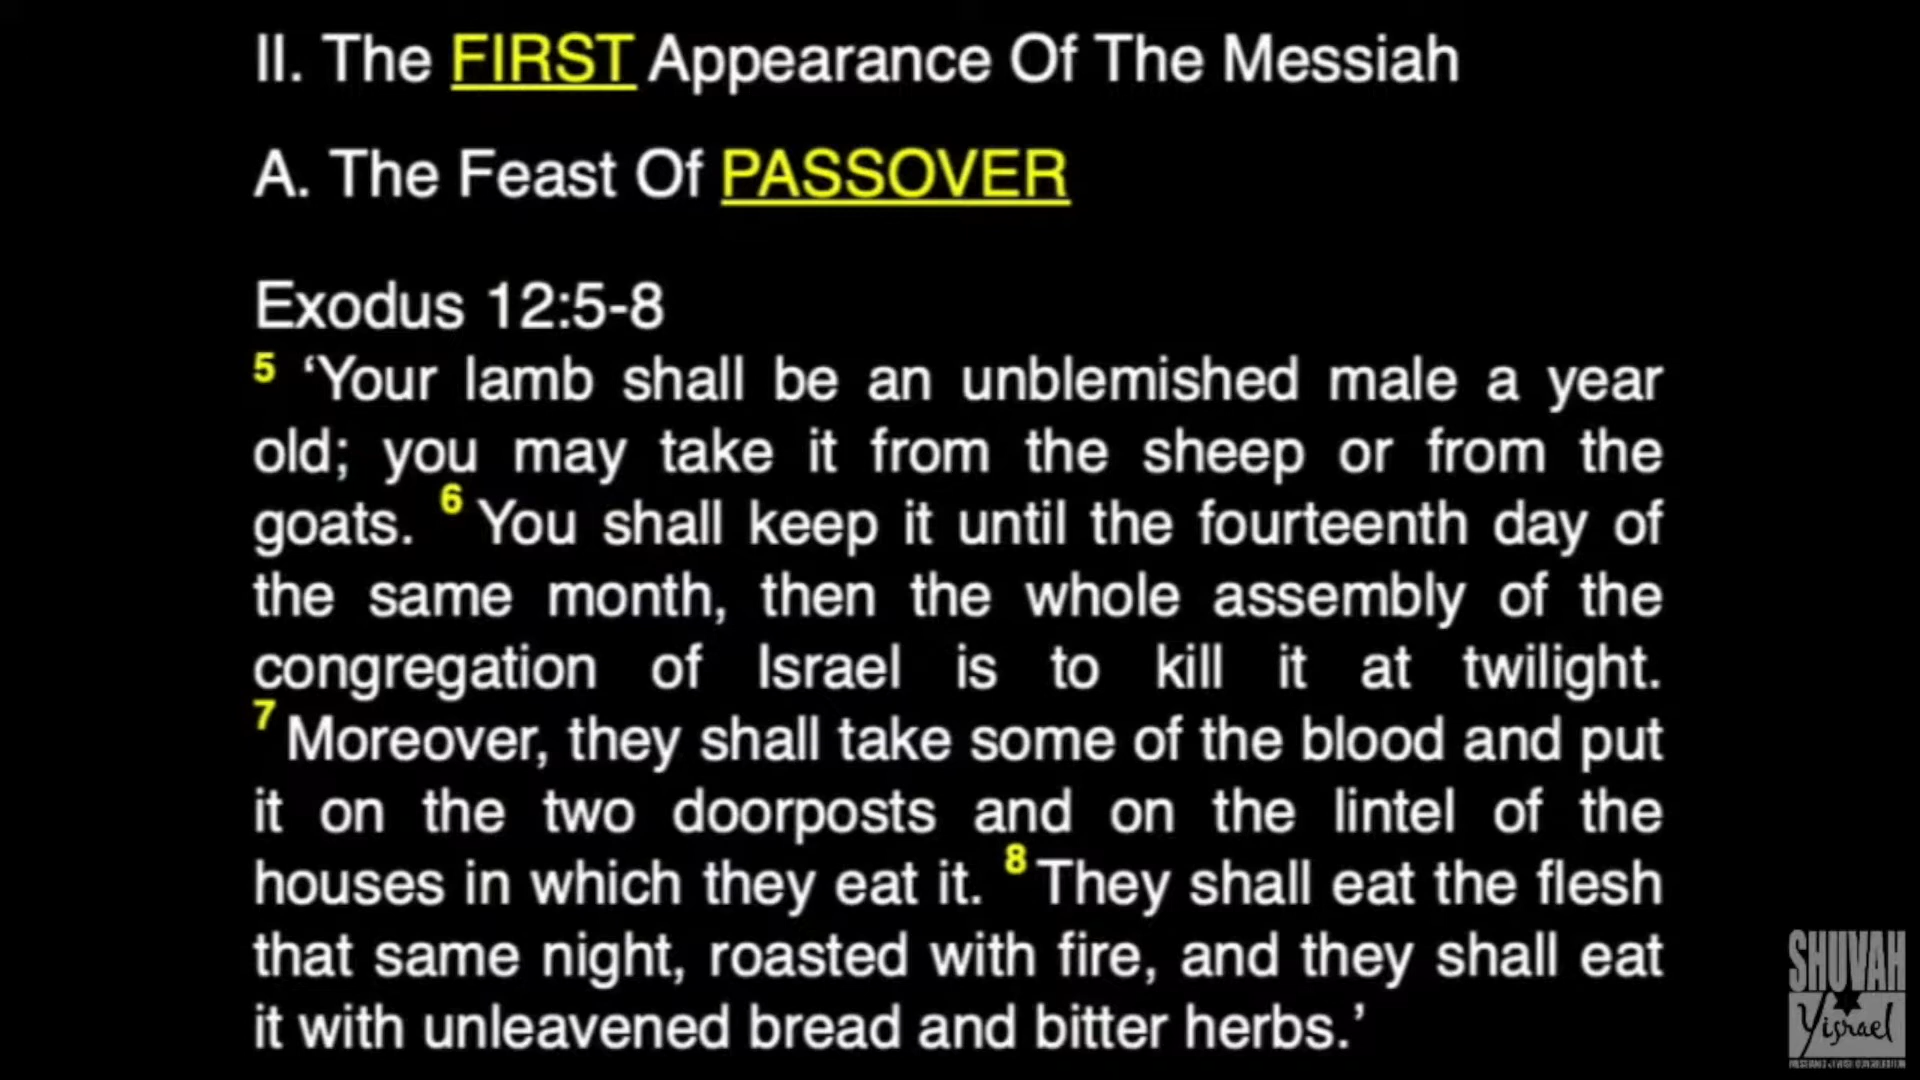 II. The FIRST Appearance Of The Messiah
A. The Feast Of PASSOVER
Exodus 12:5-8
5 ‘Your lamb shall be an unblemished male a year
old; you may take it from the sheep or from the
goats. 6 You shall keep it until the fourteenth day of
the same month, then the whole assembly of the
congregation of Israel is to kill it at twilight.
7 Moreover, they shall take some of the blood and put
it on the two doorposts and on the lintel of the
houses in which they eat it. 8 They shall eat the flesh
that same night, roasted with fire, and they shall eat
it with unleavened bread and bitter herbs.’
SHUVAH
Yisrael